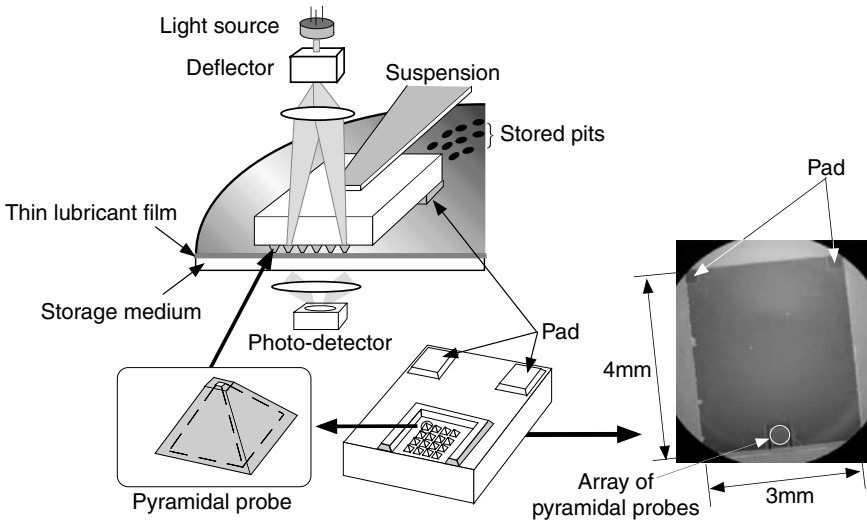 Light source
Deflector
Suspension
Stored pits
Pad
Thin lubricant film
Storage medium
Photo-detector
Pad
4mm
Pyramidal probe
Array of
pyramidal probes
3mm